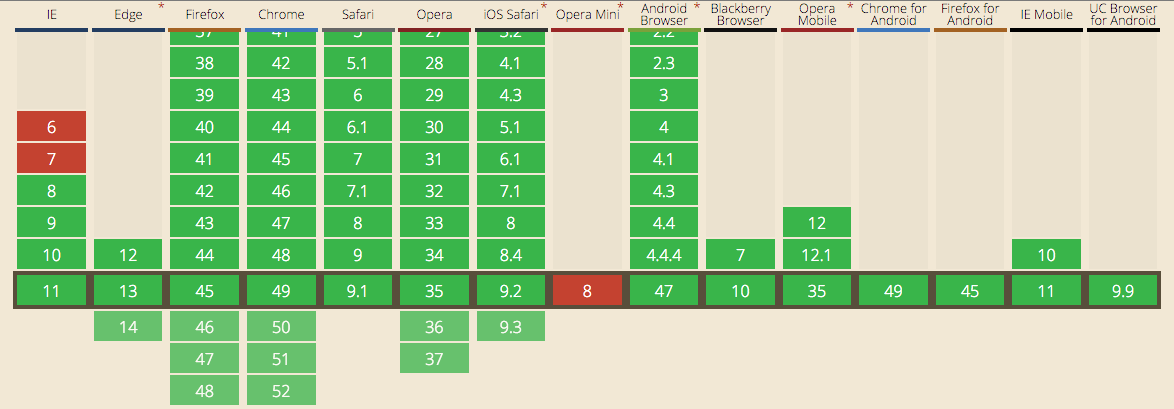 IE Edge * Firefox Chrome Safari Opera iOS Safari * Opera Mini * Android Browser * Blackberry Browser Opera Mobile * Chrome for Android Firefox for Android IE Mobile UC Browser for Android
37 41 5 27 3.2 2.2
38 42 5.1 28 4.1 2.3
39 43 6 29 4.3 3
6 40 44 6.1 30 5.1 4
7 41 45 7 31 6.1 4.1
8 42 46 7.1 32 7.1 4.3
9 43 47 8 33 8 4.4 12
10 12 44 48 9 34 8.4 4.4.4 7 12.1 10
11 13 45 49 9.1 35 9.2 8 47 10 35 49 45 11 9.9
14 46 50 36 9.3
47 51 37
48 52